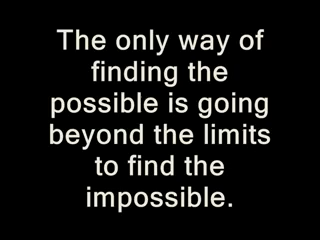 The only way of
finding the
possible is going
beyond the limits
to find the
impossible.